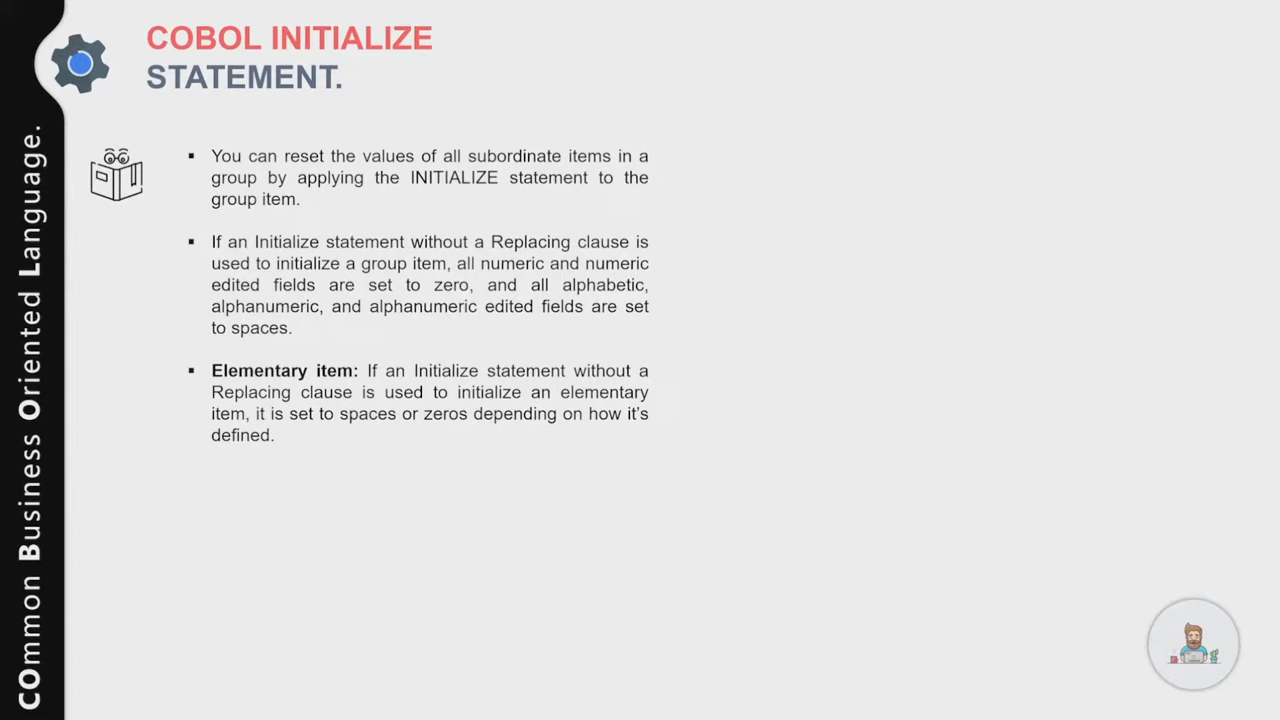 COBOL INITIALIZE
STATEMENT.
COmmon Business Oriented Language.
▪ You can reset the values of all subordinate items in a
group by applying the INITIALIZE statement to the
group item.
▪ If an Initialize statement without a Replacing clause is
used to initialize a group item, all numeric and numeric
edited fields are set to zero, and all alphabetic,
alphanumeric, and alphanumeric edited fields are set
to spaces.
▪ Elementary item: If an Initialize statement without a
Replacing clause is used to initialize an elementary
item, it is set to spaces or zeros depending on how it's
defined.